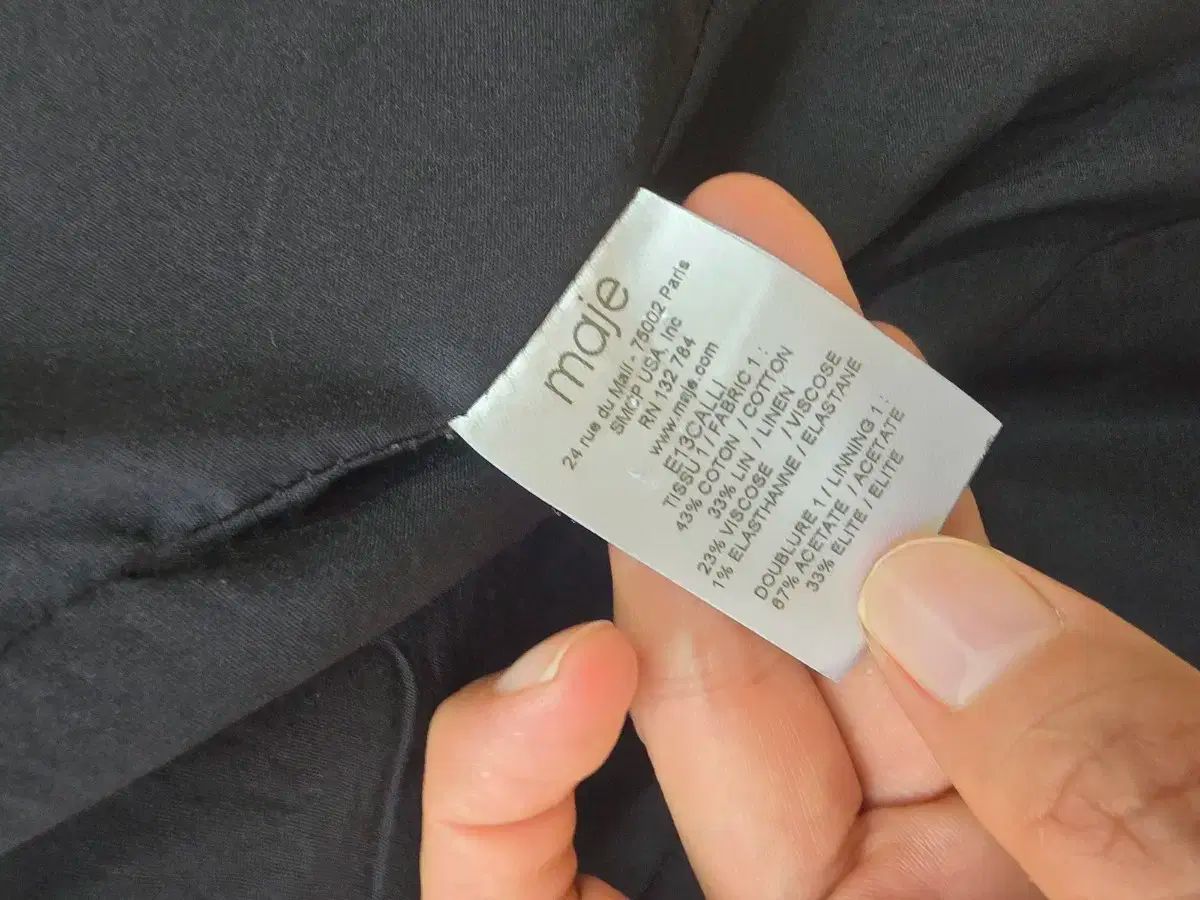 maje
24 rue du Mail - 75002 Paris
SMCP USA, Inc
RN 132 784
www.maje.com
E13CALLI
TISSU 1 / FABRIC 1 :
43% COTON / COTTON
33% LIN / LINEN
23% VISCOSE / VISCOSE
1% ELASTHANNE / ELASTANE
DOUBLURE 1 / LINNING 1 :
67% ACETATE / ACETATE
33% ELITE / ELITE